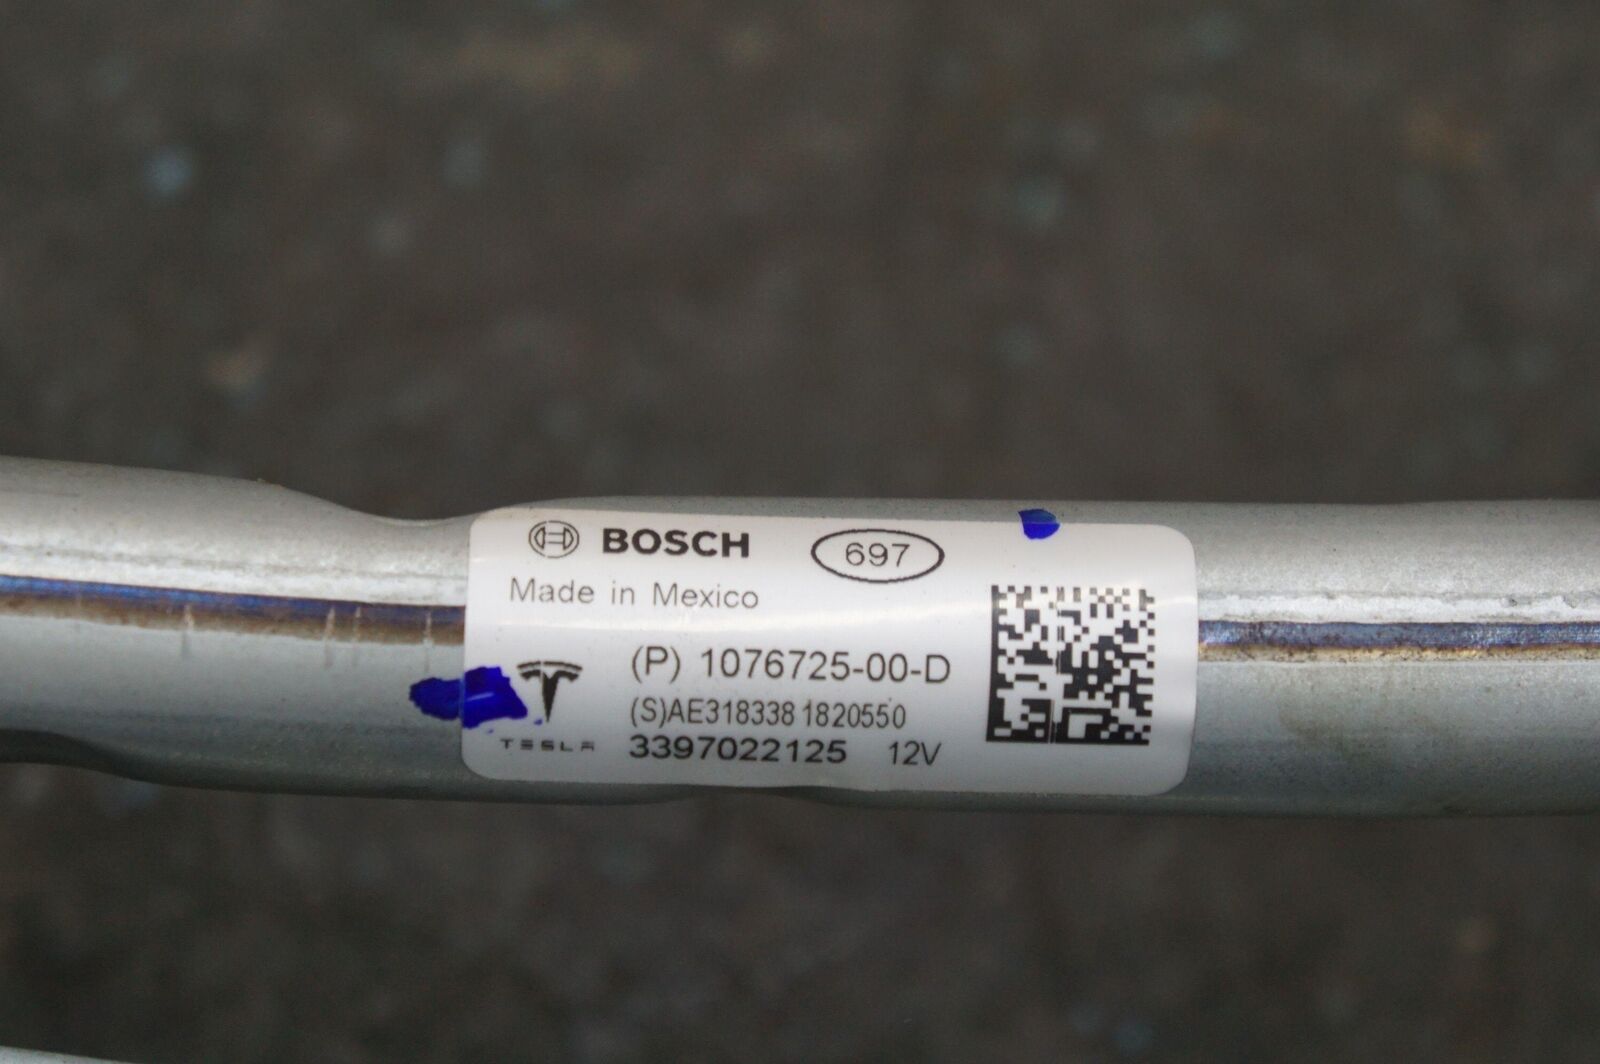 BOSCH 697
Made in Mexico
(P) 1076725-00-D
(S)AE318338 1820550
TESLA 3397022125 12V